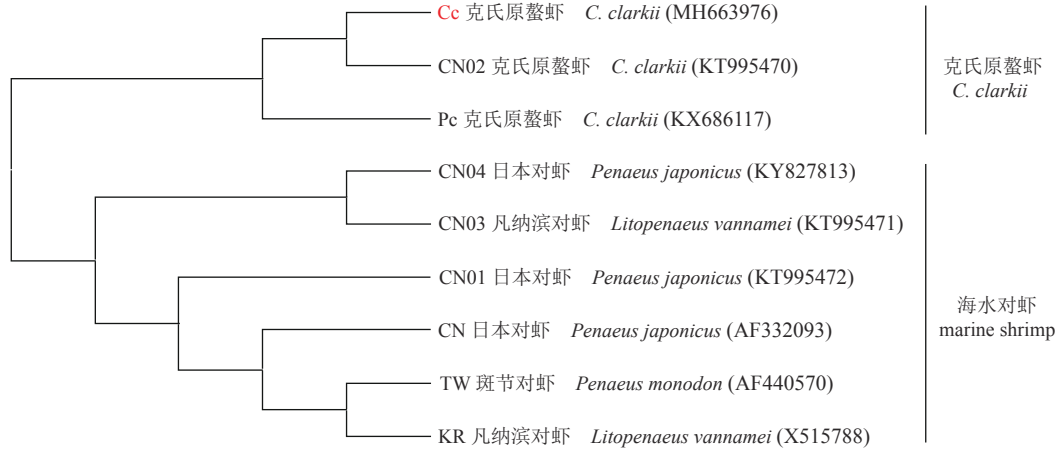 Cc 克氏原螯虾 C. clarkii (MH663976)
CN02 克氏原螯虾 C. clarkii (KT995470)
Pc 克氏原螯虾 C. clarkii (KX686117)
克氏原螯虾
C. clarkii
CN04 日本对虾 Penaeus japonicus (KY827813)
CN03 凡纳滨对虾 Litopenaeus vannamei (KT995471)
CN01 日本对虾 Penaeus japonicus (KT995472)
CN 日本对虾 Penaeus japonicus (AF332093)
TW 斑节对虾 Penaeus monodon (AF440570)
KR 凡纳滨对虾 Litopenaeus vannamei (X515788)
海水对虾
marine shrimp